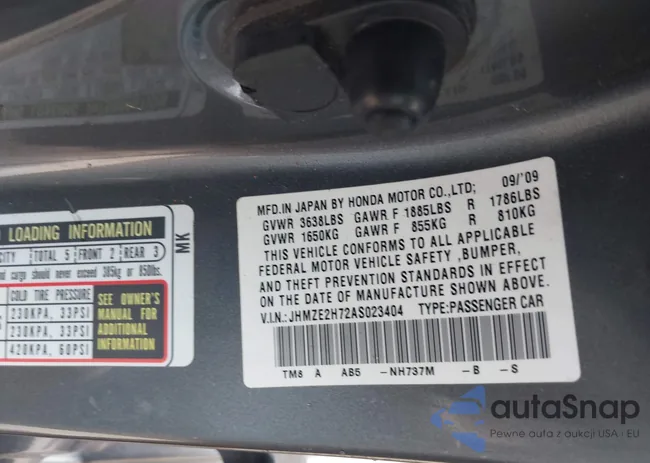 LOADING INFORMATION
CITY TOTAL 5 FRONT 2 REAR 3
cargo should never exceed 385kg or 850lbs.
COLD TIRE PRESSURE
230KPA, 33PSI
230KPA, 33PSI
420KPA, 60PSI
SEE OWNER'S
MANUAL FOR
ADDITIONAL
INFORMATION
MK
MFD.IN JAPAN BY HONDA MOTOR CO.,LTD; 09/'09
GVWR 3638LBS GAWR F 1885LBS R 1786LBS
GVWR 1650KG GAWR F 855KG R 810KG
THIS VEHICLE CONFORMS TO ALL APPLICABLE
FEDERAL MOTOR VEHICLE SAFETY ,BUMPER,
AND THEFT PREVENTION STANDARDS IN EFFECT
ON THE DATE OF MANUFACTURE SHOWN ABOVE.
V.I.N.: JHMZE2H72AS023404 TYPE:PASSENGER CAR
TM8 A AB5 -NH737M -B -S
autaSnap
Pewne auta z aukcji USA i EU